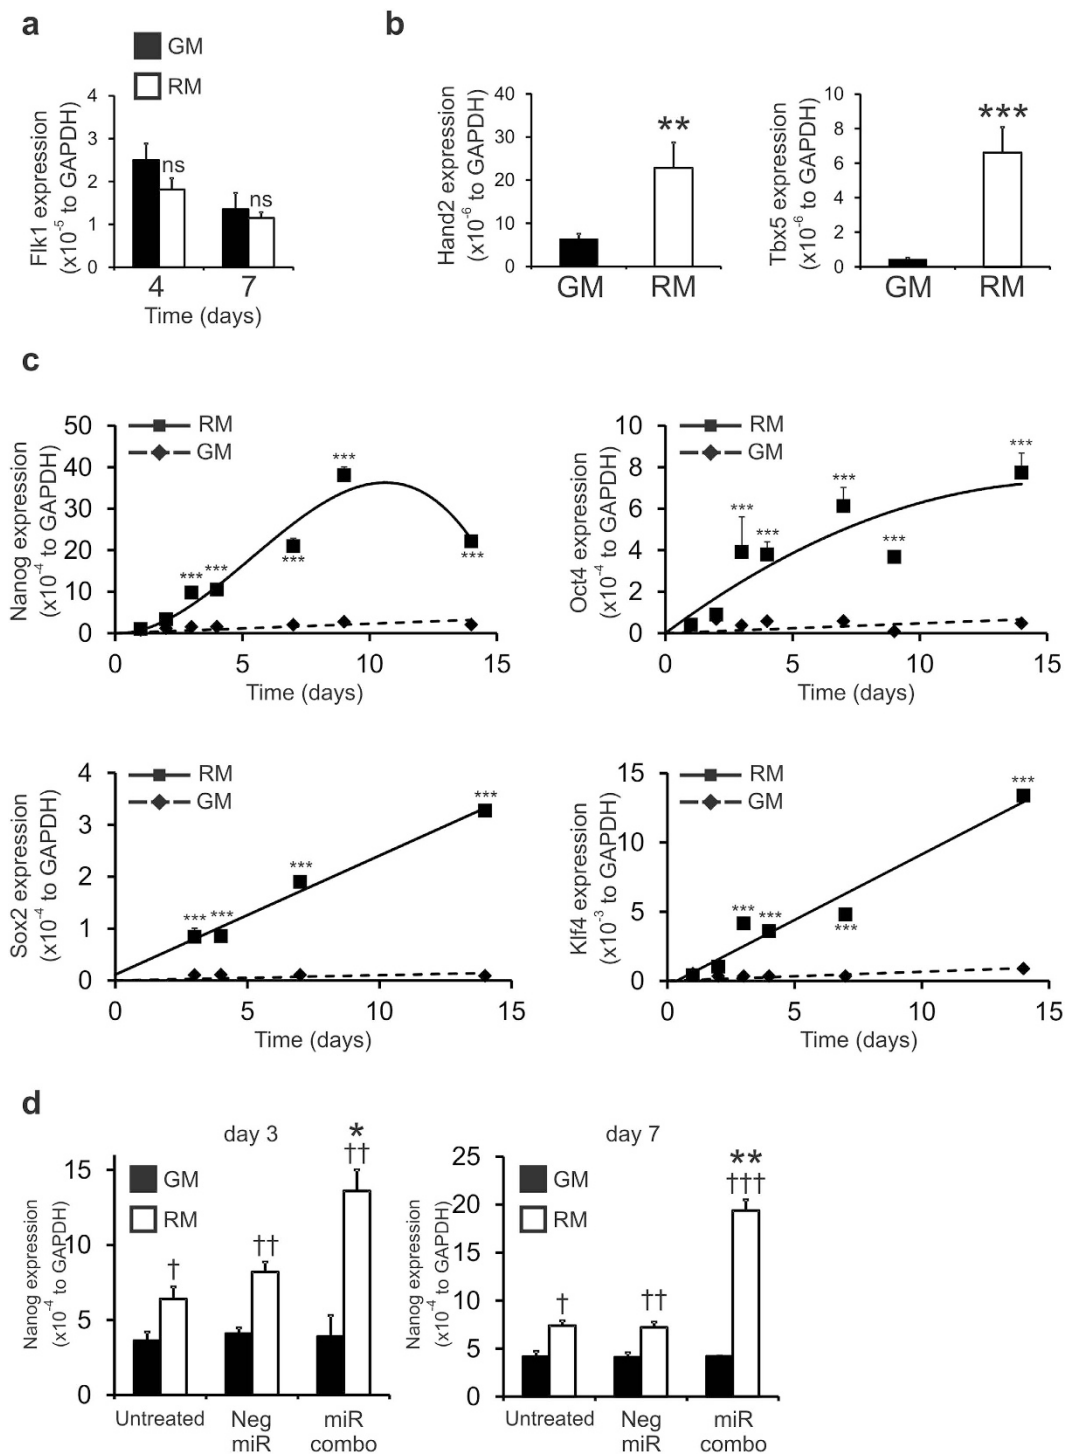 a
GM
RM
Flk1 expression
(x10⁻⁵ to GAPDH)
4
3
2
1
0
ns
ns
4 7
Time (days)
b
Hand2 expression
(x10⁻⁶ to GAPDH)
40
30
20
10
0
**
GM RM
Tbx5 expression
(x10⁻⁶ to GAPDH)
10
8
6
4
2
0
***
GM RM
c
Nanog expression
(x10⁻⁴ to GAPDH)
50
40
30
20
10
0
RM
GM
***
***
***
***
***
0 5 10 15
Time (days)
Oct4 expression
(x10⁻⁴ to GAPDH)
10
8
6
4
2
0
RM
GM
***
***
***
***
***
0 5 10 15
Time (days)
Sox2 expression
(x10⁻⁴ to GAPDH)
4
3
2
1
0
RM
GM
***
***
***
***
0 5 10 15
Time (days)
Klf4 expression
(x10⁻³ to GAPDH)
15
10
5
0
RM
GM
***
***
***
***
0 5 10 15
Time (days)
d
day 3
Nanog expression
(x10⁻⁴ to GAPDH)
15
10
5
0
GM
RM
†
††
*
††
Untreated Neg miR
miR combo
day 7
Nanog expression
(x10⁻⁴ to GAPDH)
25
20
15
10
5
0
GM
RM
†
††
**
†††
Untreated Neg miR
miR combo